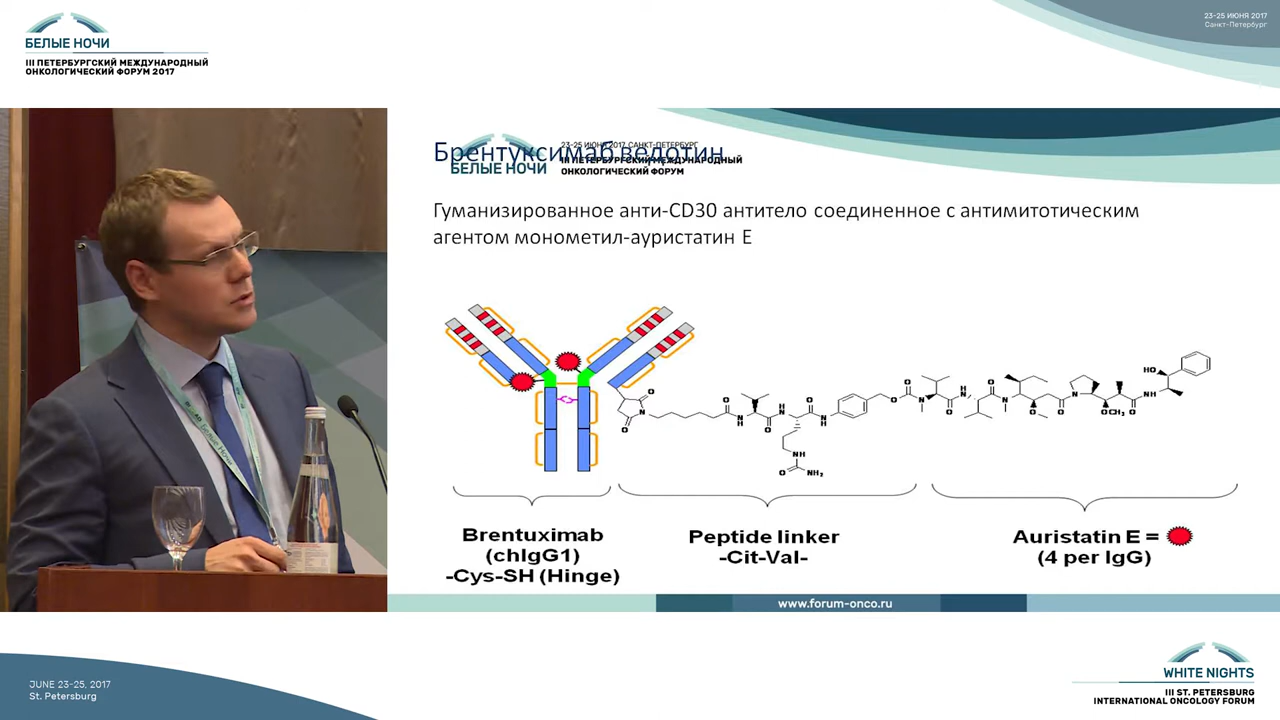 БЕЛЫЕ НОЧИ
III ПЕТЕРБУРГСКИЙ МЕЖДУНАРОДНЫЙ
ОНКОЛОГИЧЕСКИЙ ФОРУМ 2017
23-25 ИЮНЯ 2017
Санкт-Петербург
Брентуксимаб ведотин
23-25 ИЮНЯ 2017 САНКТ-ПЕТЕРБУРГ
БЕЛЫЕ НОЧИ
III ПЕТЕРБУРГСКИЙ МЕЖДУНАРОДНЫЙ
ОНКОЛОГИЧЕСКИЙ ФОРУМ
Гуманизированное анти-CD30 антитело соединенное с антимитотическим
агентом монометил-ауристатин Е
Brentuximab
(chIgG1)
-Cys-SH (Hinge)
Peptide linker
-Cit-Val-
Auristatin E =
(4 per IgG)
www.forum-onco.ru
JUNE 23-25, 2017
St. Petersburg
WHITE NIGHTS
III ST. PETERSBURG
INTERNATIONAL ONCOLOGY FORUM